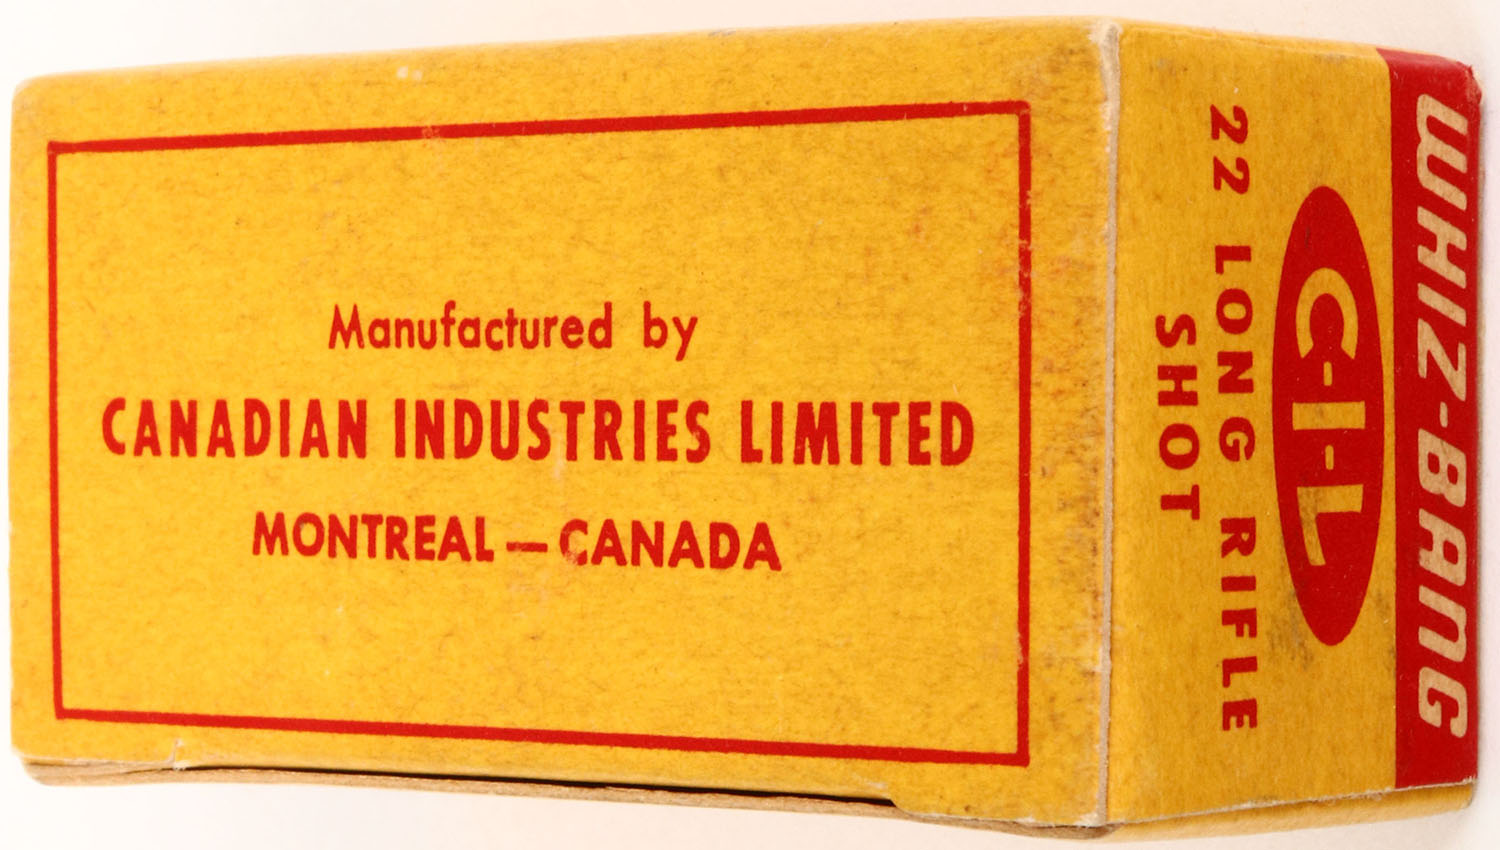 Manufactured by
CANADIAN INDUSTRIES LIMITED
MONTREAL — CANADA
WHIZ-BANG
C-I-L
22 LONG RIFLE
SHOT